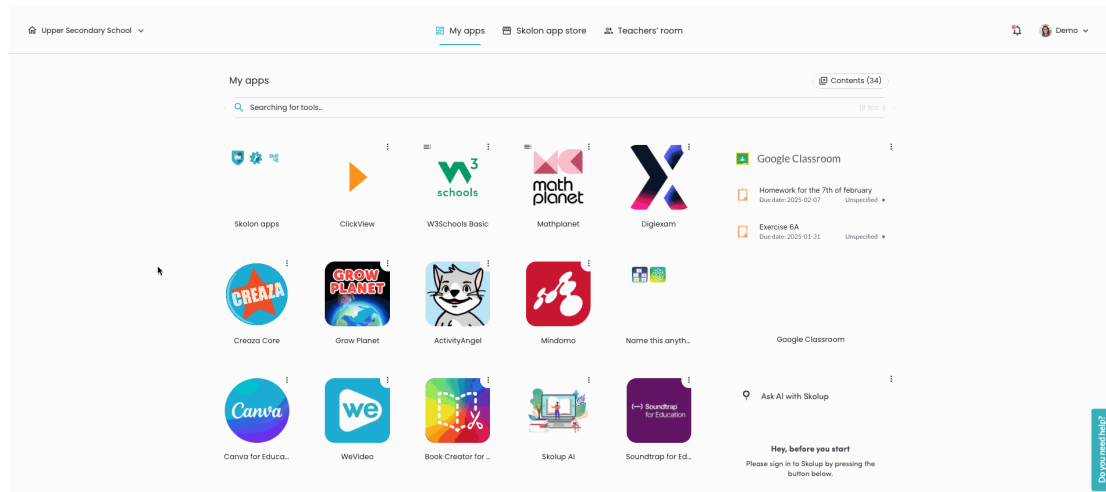 Upper Secondary School
My apps
Skolon app store
Teachers' room
Demo
My apps
Contents (34)
Searching for tools...
W3
schools
math
planet
Google Classroom
Homework for the 7th of february
Due date: 2025-02-07 Unspecified
Exercise 6A
Due date: 2025-01-31 Unspecified
Skolon apps
ClickView
W3Schools Basic
Mathplanet
Digiexam
CREAZA
GROW
PLANET
Creaza Core
Grow Planet
ActivityAngel
Mindomo
Name this anyth...
Google Classroom
Canva
we
(—) Soundtrap
for Education
Ask AI with Skolup
Canva for Educa...
WeVideo
Book Creator for ...
Skolup AI
Soundtrap for Ed...
Hey, before you start
Please sign in to Skolup by pressing the
button below.
Do you need help?